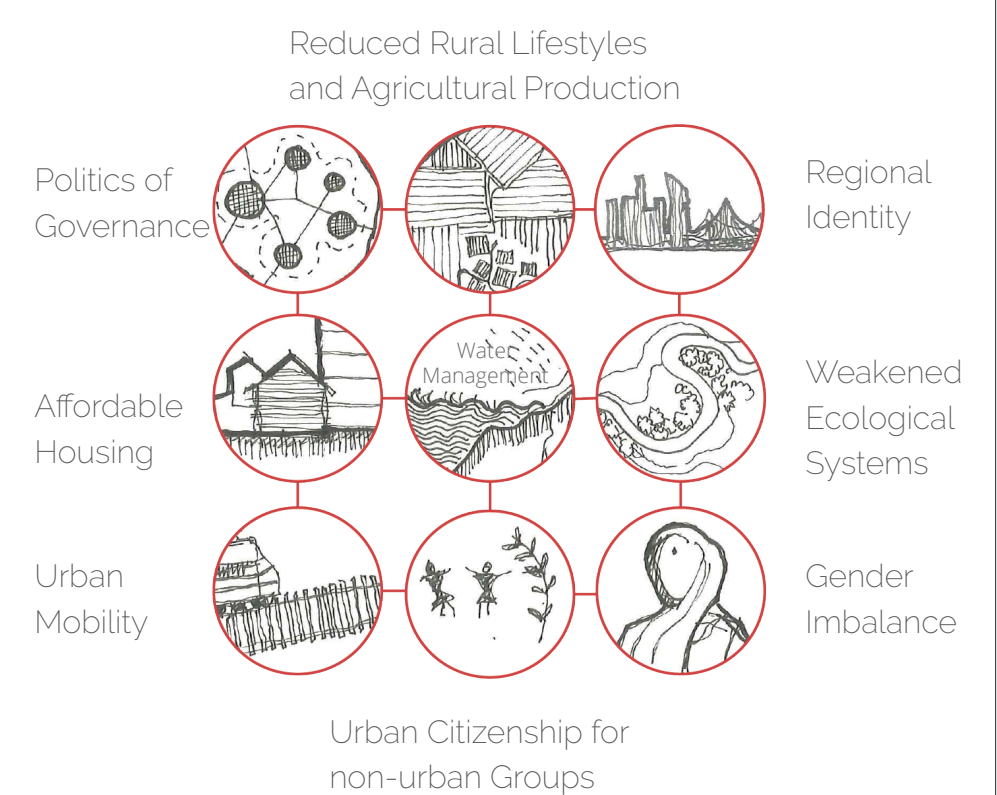 Reduced Rural Lifestyles
and Agricultural Production
Politics of
Governance
Regional
Identity
Affordable
Housing
Water
Management
Weakened
Ecological
Systems
Urban
Mobility
Gender
Imbalance
Urban Citizenship for
non-urban Groups